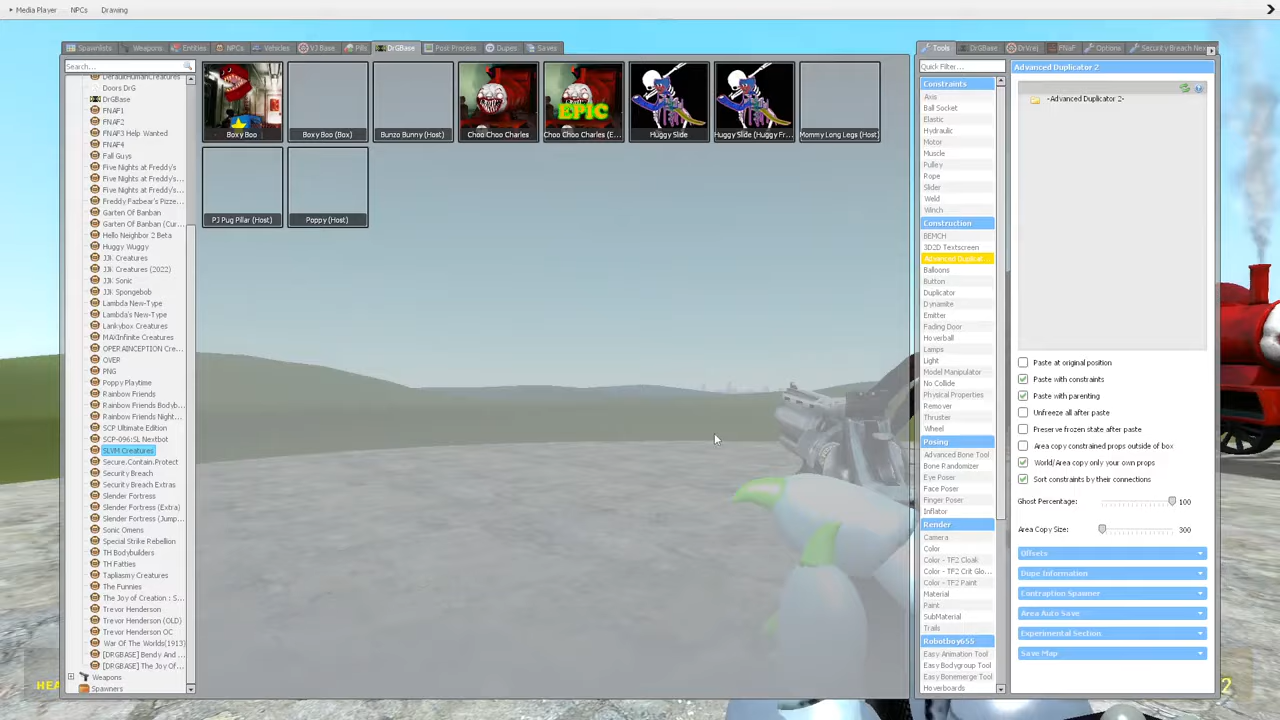 Media Player NPCs Drawing
Spawnlists Weapons Entities NPCs Vehicles VJ Base Pills DrGBase Post Process Dupes Saves
Search...
DefaultHumanCreatures
Doors DrG
DrGBase
FNAF1
FNAF2
FNAF3 Help Wanted
FNAF4
Fall Guys
Five Nights at Freddy's
Five Nights at Freddy's...
Five Nights at Freddy's...
Freddy Fazbear's Pizze...
Garten Of Banban
Garten Of Banban (Cur...
Hello Neighbor 2 Beta
Huggy Wuggy
JJK Creatures
JJK Creatures (2022)
JJK Sonic
JJK Spongebob
Lambda New-Type
Lambda's New-Type
Lankybox Creatures
MAXInfinite Creatures
OPERAINCEPTION Cre...
OVER
PNG
Poppy Playtime
Rainbow Friends
Rainbow Friends Bodyb...
Rainbow Friends Night...
SCP Ultimate Edition
SCP-096:SL Nextbot
SLVM Creatures
Secure.Contain.Protect
Security Breach
Security Breach Extras
Slender Fortress
Slender Fortress (Extra)
Slender Fortress (Jump...
Sonic Omens
Special Strike Rebellion
TH Bodybuilders
TH Fatties
Tapliasmy Creatures
The Funnies
The Joy of Creation : S...
Trevor Henderson
Trevor Henderson (OLD)
Trevor Henderson OC
War Of The Worlds(1913)
[DRGBASE] Bendy And ...
[DRGBASE] The Joy Of...
Weapons
Spawners
Boxy Boo
Boxy Boo (Box)
Bunzo Bunny (Host)
Choo Choo Charles
EPIC
Choo Choo Charles (E...
Huggy Slide
Huggy Slide (Huggy Fr...
Mommy Long Legs (Host)
PJ Pug Pillar (Host)
Poppy (Host)
Tools DrGBase DrVrej FNaF Options Security Breach Nex
Quick Filter...
Constraints
Axis
Ball Socket
Elastic
Hydraulic
Motor
Muscle
Pulley
Rope
Slider
Weld
Winch
Construction
BEMCH
3D2D Textscreen
Advanced Duplicat...
Balloons
Button
Duplicator
Dynamite
Emitter
Fading Door
Hoverball
Lamps
Light
Model Manipulator
No Collide
Physical Properties
Remover
Thruster
Wheel
Posing
Advanced Bone Tool
Bone Randomizer
Eye Poser
Face Poser
Finger Poser
Inflator
Render
Camera
Color
Color - TF2 Cloak
Color - TF2 Crit Glo...
Color - TF2 Paint
Material
Paint
SubMaterial
Trails
Robotboy655
Easy Animation Tool
Easy Bodygroup Tool
Easy Bonemerge Tool
Hoverboards
Advanced Duplicator 2
-Advanced Duplicator 2-
Paste at original position
Paste with constraints
Paste with parenting
Unfreeze all after paste
Preserve frozen state after paste
Area copy constrained props outside of box
World/Area copy only your own props
Sort constraints by their connections
Ghost Percentage: 100
Area Copy Size: 300
Offsets
Dupe Information
Contraption Spawner
Area Auto Save
Experimental Section
Save Map
HEA
2